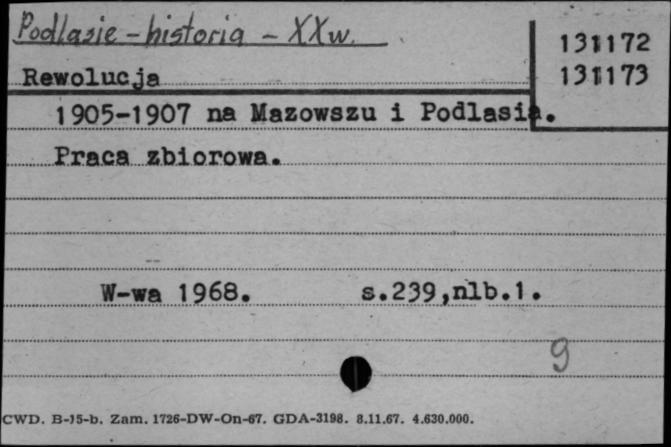 Podlasie - historia - XX w.
131172
Rewolucja
131173
1905-1907 na Mazowszu i Podlasiu.
Praca zbiorowa.
W-wa 1968. s.239,nlb.1.
9
CWD. B-15-b. Zam. 1726-DW-On-67. GDA-3198. 8.11.67. 4.630.000.